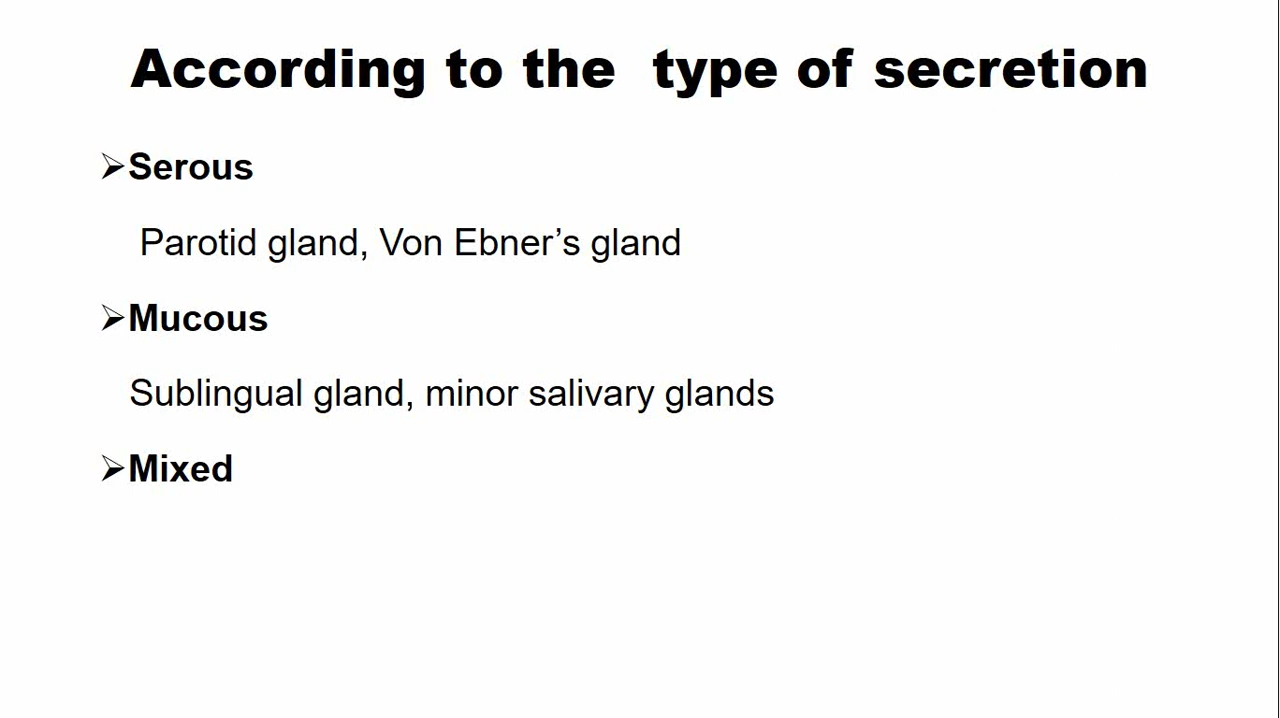 According to the  type of secretion
➢Serous
Parotid gland, Von Ebner’s gland
➢Mucous
Sublingual gland, minor salivary glands
➢Mixed